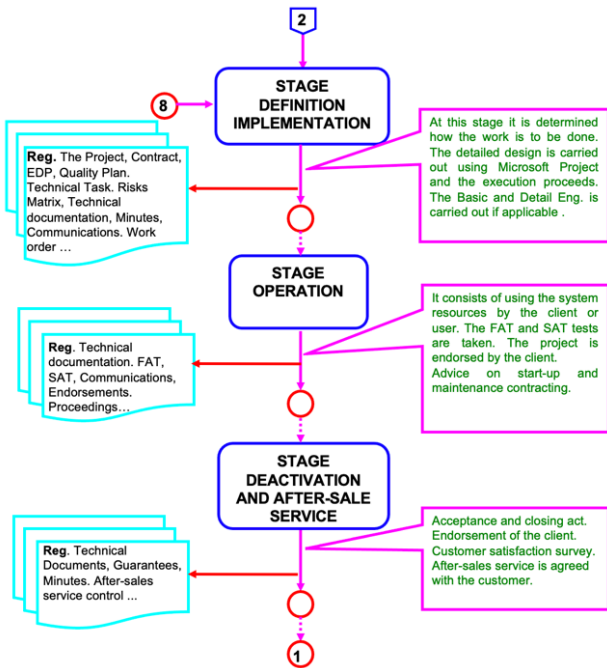 2
STAGE
DEFINITION
IMPLEMENTATION
8
At this stage it is determined
how the work is to be done.
The detailed design is carried
out using Microsoft Project
and the execution proceeds.
The Basic and Detail Eng. is
carried out if applicable .
Reg. The Project, Contract,
EDP, Quality Plan.
Technical Task. Risks
Matrix, Technical
documentation, Minutes,
Communications. Work
order …
STAGE
OPERATION
It consists of using the system
resources by the client or
user. The FAT and SAT tests
are taken. The project is
endorsed by the client.
Advice on start-up and
maintenance contracting.
Reg. Technical
documentation. FAT,
SAT, Communications,
Endorsements.
Proceedings…
STAGE
DEACTIVATION
AND AFTER-SALE
SERVICE
Acceptance and closing act.
Endorsement of the client.
Customer satisfaction survey.
After-sales service is agreed
with the customer.
Reg. Technical
Documents, Guarantees,
Minutes. After-sales
service control ...
1